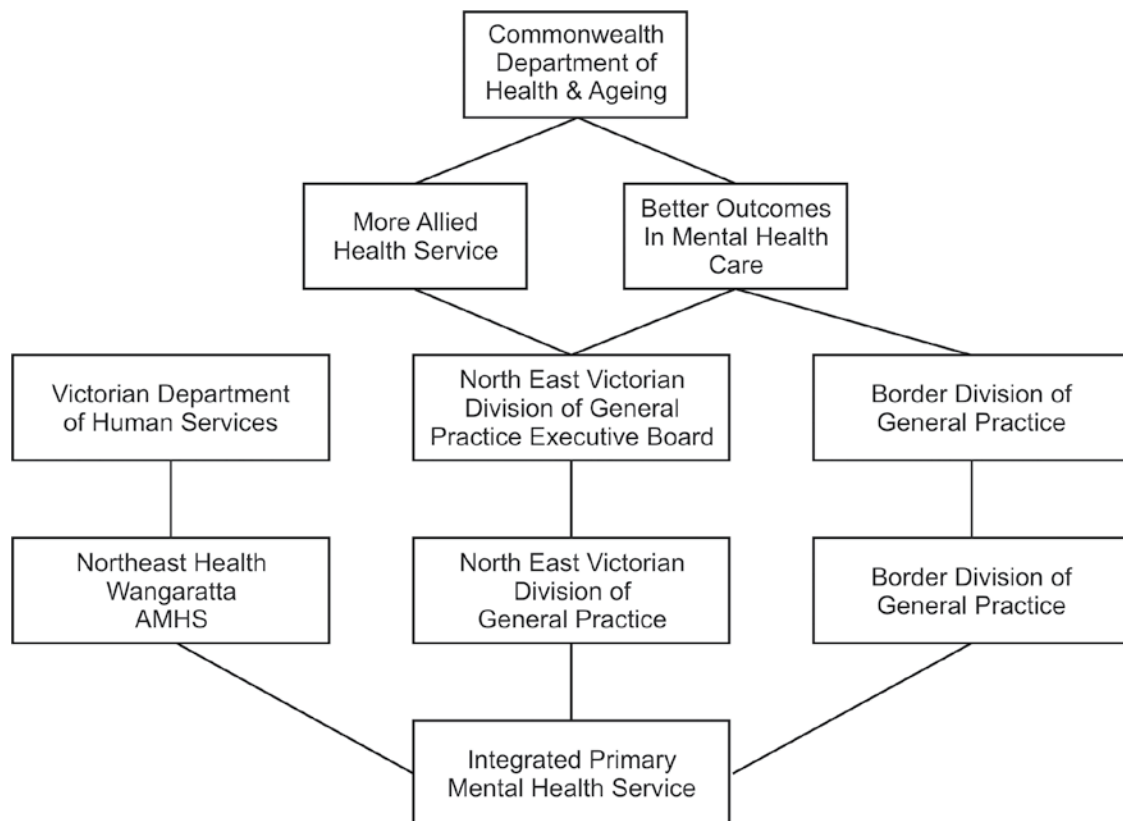 Commonwealth
Department of
Health & Ageing
More Allied
Health Service
Better Outcomes
In Mental Health
Care
Victorian Department
of Human Services
North East Victorian
Division of General
Practice Executive Board
Border Division of
General Practice
Northeast Health
Wangaratta
AMHS
North East Victorian
Division of
General Practice
Border Division of
General Practice
Integrated Primary
Mental Health Service